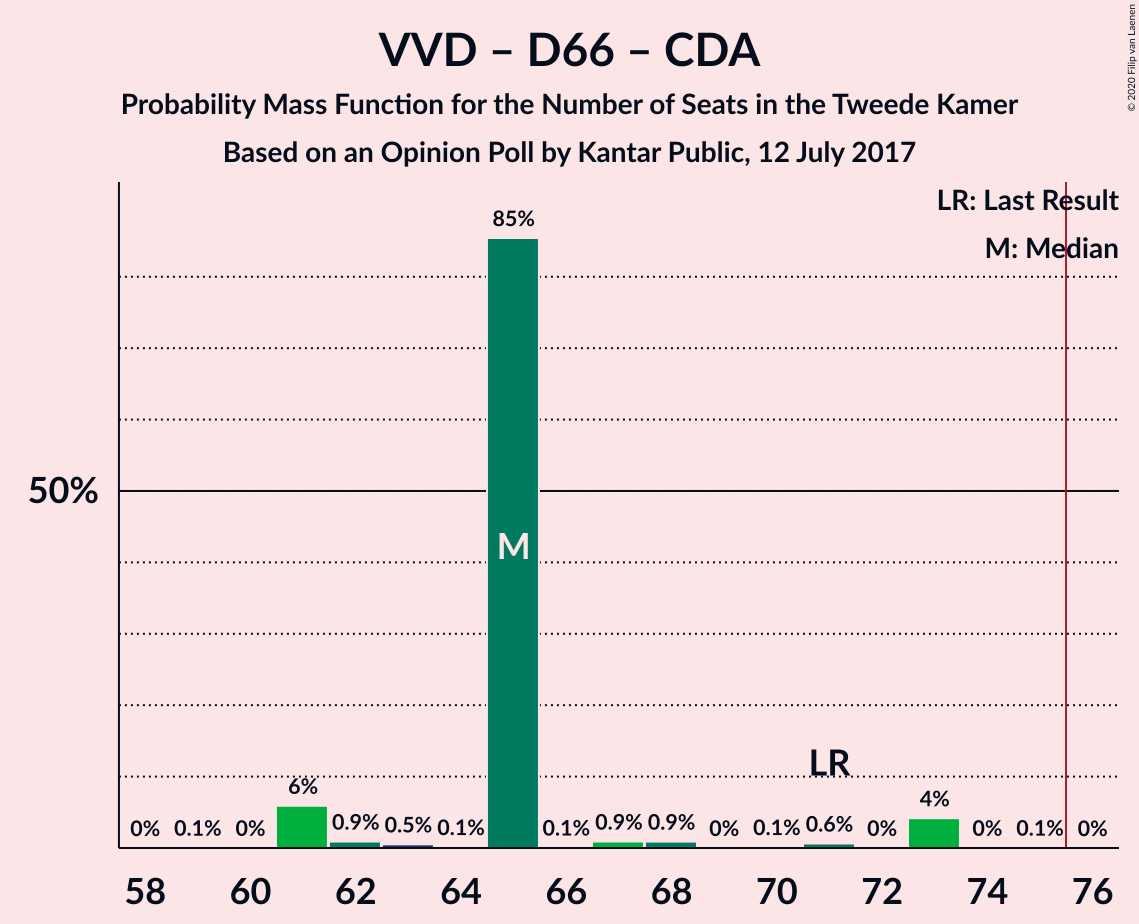 © 2020 Filip van Laenen
VVD – D66 – CDA
Probability Mass Function for the Number of Seats in the Tweede Kamer
Based on an Opinion Poll by Kantar Public, 12 July 2017
LR: Last Result
M: Median
85%
50%
M
LR
0% 0.1% 0% 6% 0.9% 0.5% 0.1% 0.1% 0.9% 0.9% 0% 0.1% 0.6% 0% 4% 0% 0.1% 0%
58 60 62 64 66 68 70 72 74 76